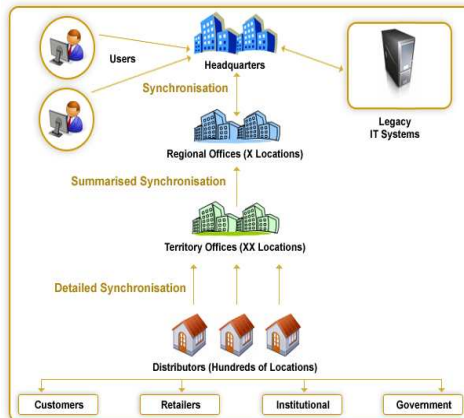 Users
Headquarters
Synchronisation
Legacy
IT Systems
Regional Offices (X Locations)
Summarised Synchronisation
Territory Offices (XX Locations)
Detailed Synchronisation
Distributors (Hundreds of Locations)
Customers
Retailers
Institutional
Government